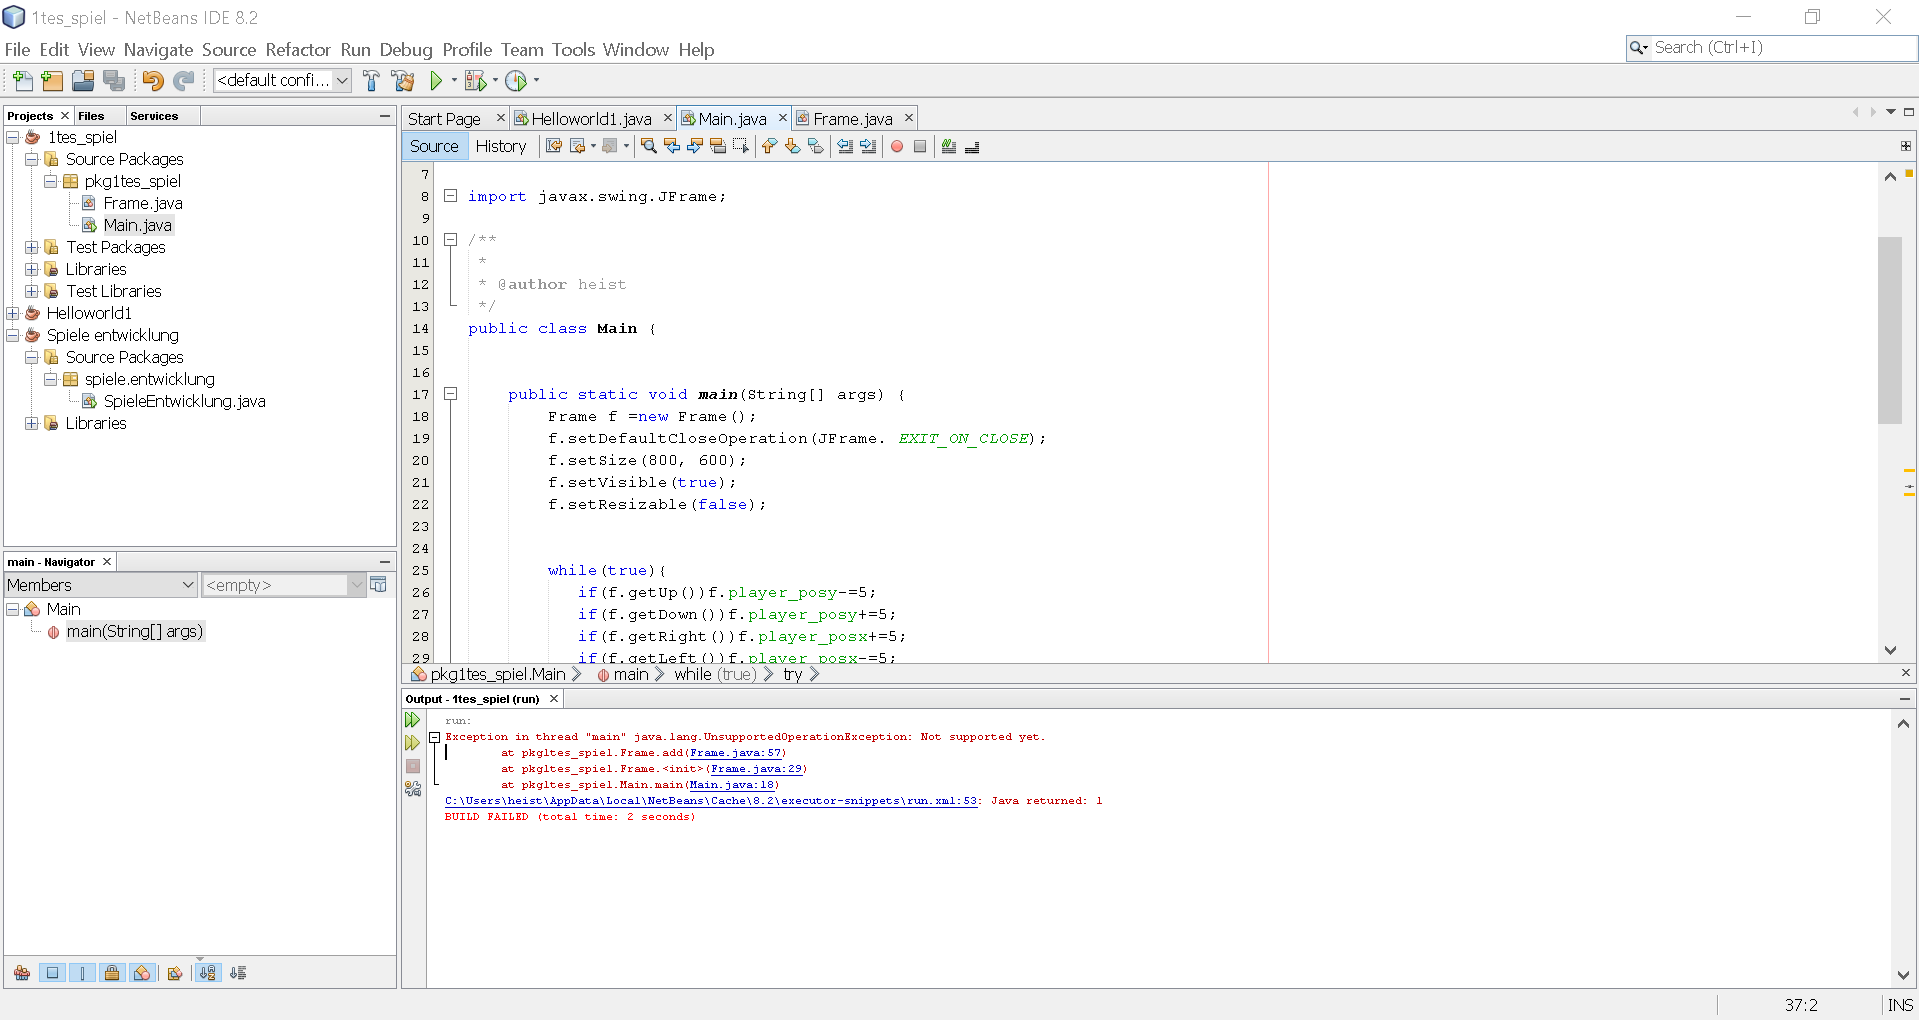 1tes_spiel - NetBeans IDE 8.2
File Edit View Navigate Source Refactor Run Debug Profile Team Tools Window Help
Search (Ctrl+I)
<default confi...
Projects Files Services
1tes_spiel
Source Packages
pkg1tes_spiel
Frame.java
Main.java
Test Packages
Libraries
Test Libraries
Helloworld1
Spiele entwicklung
Source Packages
spiele.entwicklung
SpieleEntwicklung.java
Libraries
main - Navigator
Members <empty>
Main
main(String[] args)
Start Page Helloworld1.java Main.java Frame.java
Source History
7
8 import javax.swing.JFrame;
9
10 /**
11 *
12 * @author heist
13 */
14 public class Main {
15
16
17 public static void main(String[] args) {
18 Frame f =new Frame();
19 f.setDefaultCloseOperation(JFrame. EXIT_ON_CLOSE);
20 f.setSize(800, 600);
21 f.setVisible(true);
22 f.setResizable(false);
23
24
25 while(true){
26 if(f.getUp())f.player_posy-=5;
27 if(f.getDown())f.player_posy+=5;
28 if(f.getRight())f.player_posx+=5;
29 if(f.getLeft())f.player_posx-=5;
pkg1tes_spiel.Main main while (true) try
Output - 1tes_spiel (run)
run:
Exception in thread "main" java.lang.UnsupportedOperationException: Not supported yet.
at pkg1tes_spiel.Frame.add(Frame.java:57)
at pkg1tes_spiel.Frame.<init>(Frame.java:29)
at pkg1tes_spiel.Main.main(Main.java:18)
C:\Users\heist\AppData\Local\NetBeans\Cache\8.2\executor-snippets\run.xml:53: Java returned: 1
BUILD FAILED (total time: 2 seconds)
37:2 INS